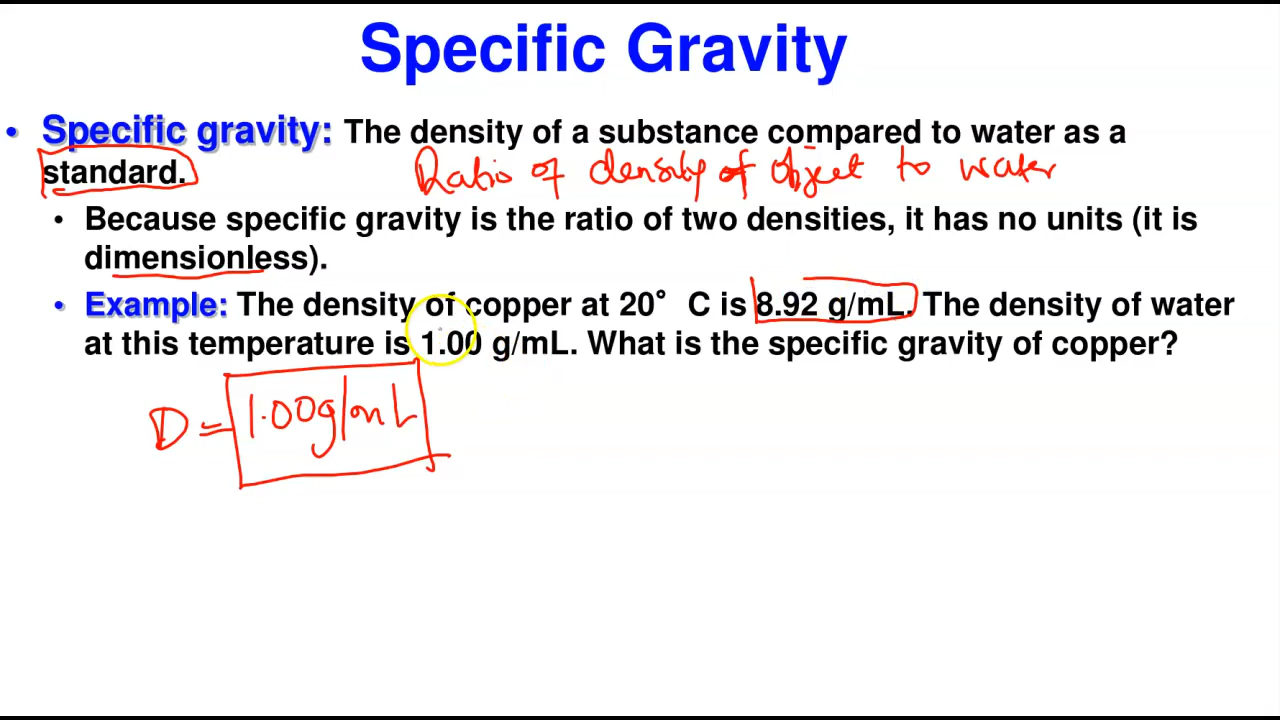 Specific Gravity
• Specific gravity: The density of a substance compared to water as a
standard.
Ratio of density of object to water
• Because specific gravity is the ratio of two densities, it has no units (it is
dimensionless).
• Example: The density of copper at 20° C is 8.92 g/mL. The density of water
at this temperature is 1.00 g/mL. What is the specific gravity of copper?
D = 1.00g/mL